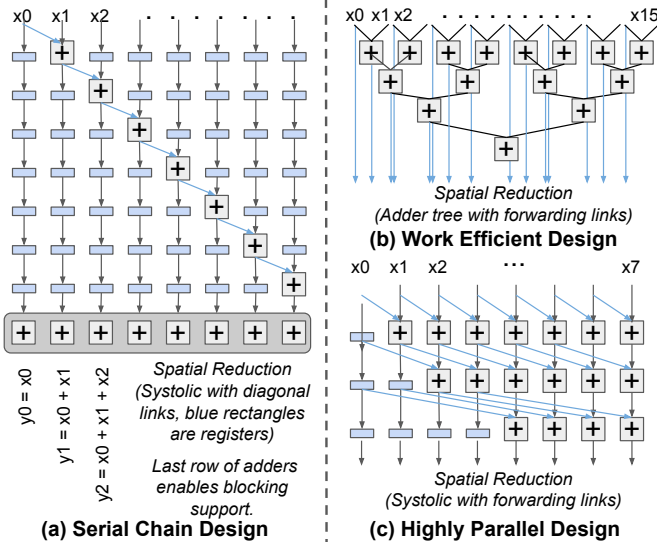 x0 x1 x2 . . . . .
+
+
+
+
+
+
+
+ + + + + + + +
y0 = x0
y1 = x0 + x1
y2 = x0 + x1 + x2
Spatial Reduction
(Systolic with diagonal
links, blue rectangles
are registers)
Last row of adders
enables blocking
support.
(a) Serial Chain Design
x0 x1 x2 . . . . . . . . . . x15
+ + + + + + + +
+ + + +
+ +
+
Spatial Reduction
(Adder tree with forwarding links)
(b) Work Efficient Design
x0 x1 x2 ... x7
+ + + + + + +
+ + + + + +
+ + + +
Spatial Reduction
(Systolic with forwarding links)
(c) Highly Parallel Design